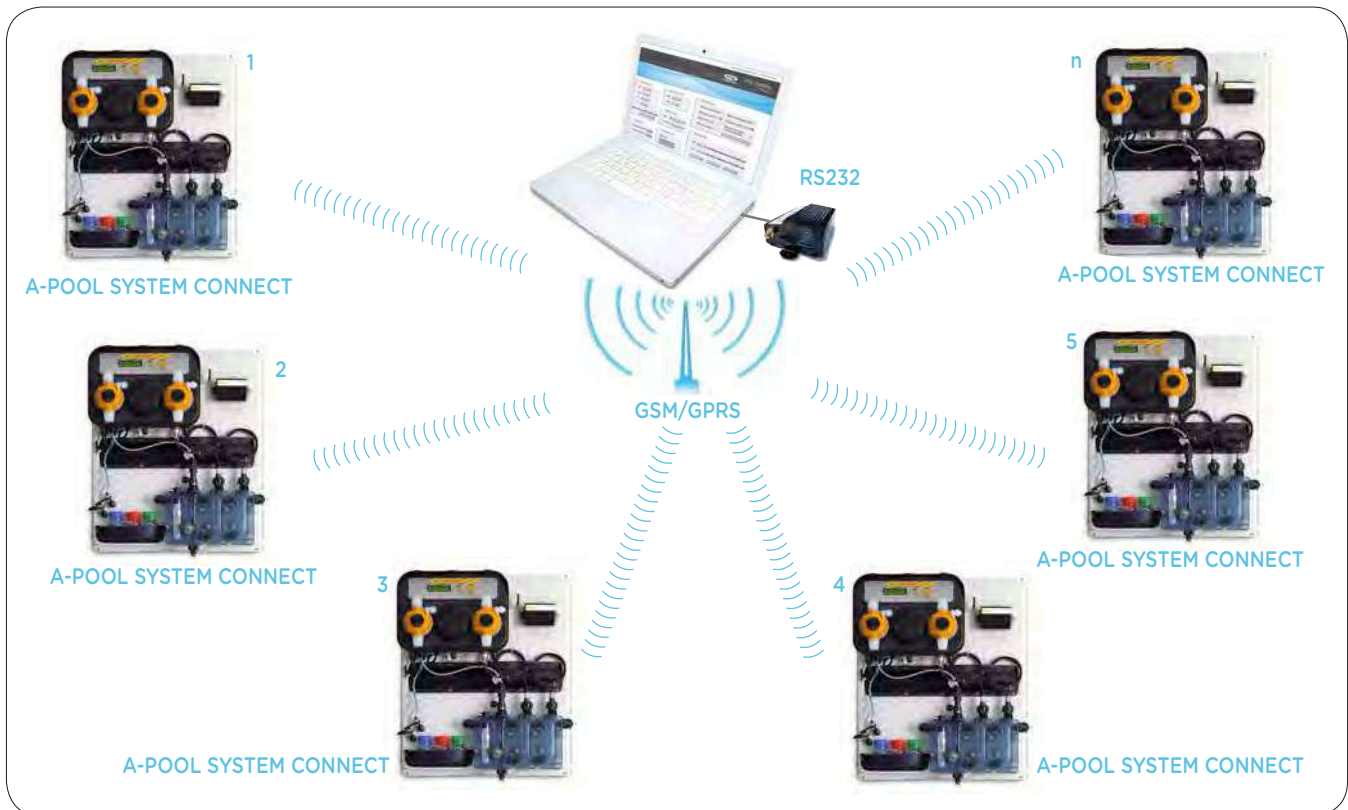 1
n
RS232
A-POOL SYSTEM CONNECT
A-POOL SYSTEM CONNECT
2
5
GSM/GPRS
A-POOL SYSTEM CONNECT
A-POOL SYSTEM CONNECT
3
4
A-POOL SYSTEM CONNECT
A-POOL SYSTEM CONNECT